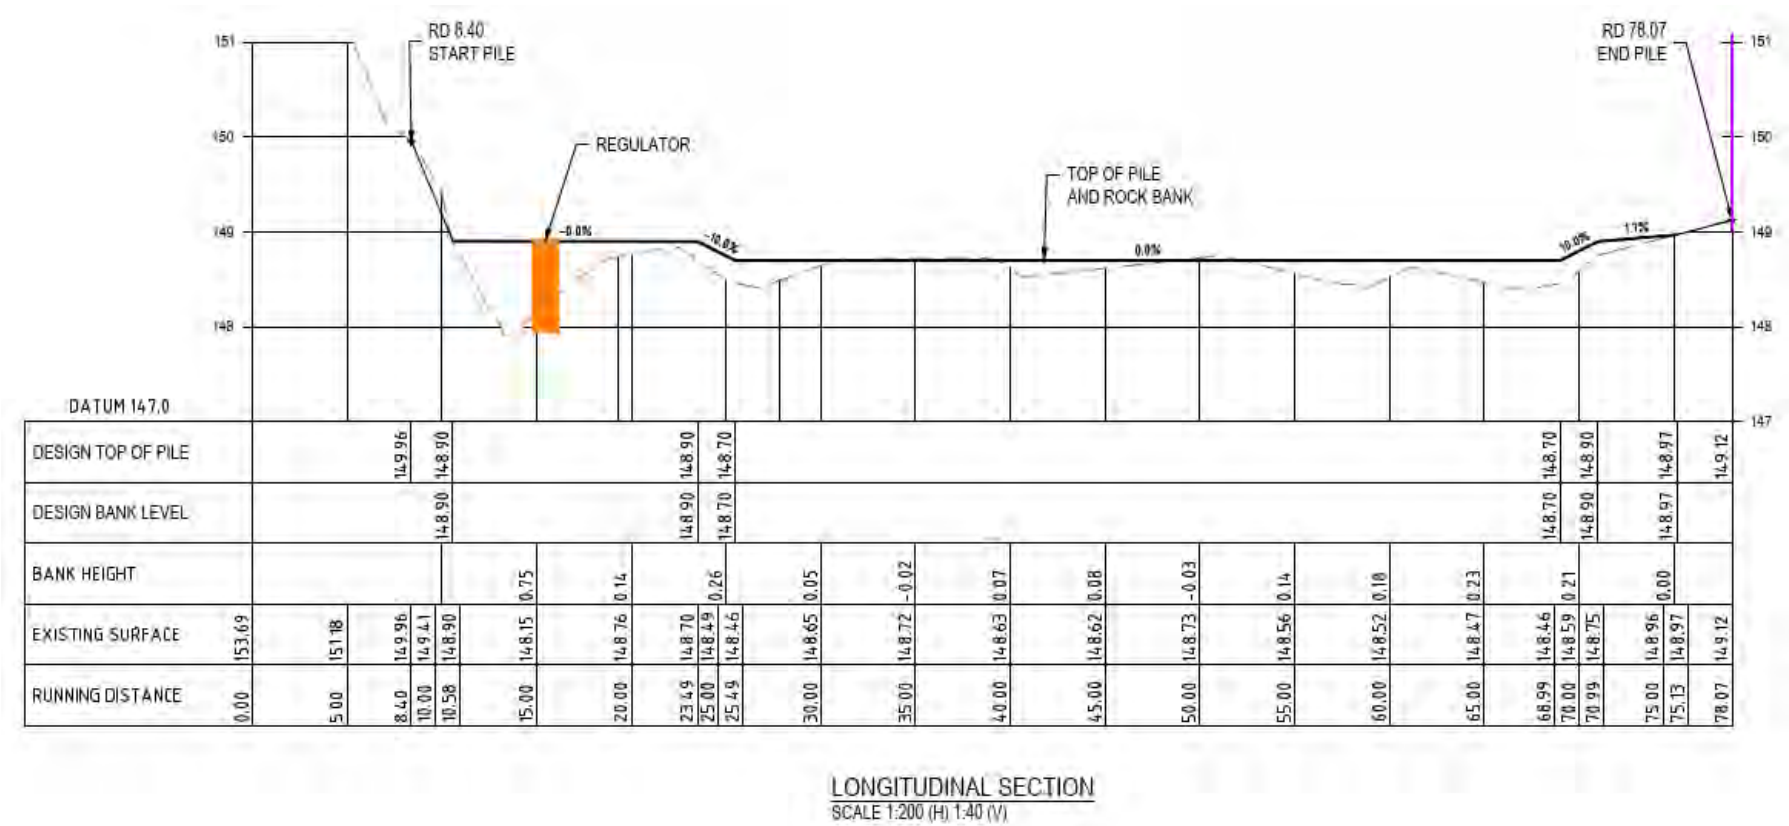 RD 8.40
START PILE
RD 78.07
END PILE
151
151
150
150
REGULATOR
TOP OF PILE
AND ROCK BANK
149
-0.0%
-10.0%
0.0%
10.0%
1.1%
149
148
148
DATUM 147.0
147
DESIGN TOP OF PILE 149.96 148.90 148.90 148.70 148.70 148.90 148.97 149.12
DESIGN BANK LEVEL 148.90 148.90 148.70 148.70 148.90 148.97
BANK HEIGHT 0.75 0.14 0.26 0.05 -0.02 0.07 0.08 -0.03 0.14 0.18 0.23 0.21 0.00
EXISTING SURFACE 153.69 151.18 149.96 149.41 148.90 148.15 148.76 148.70 148.49 148.46 148.65 148.72 148.63 148.62 148.73 148.56 148.52 148.47 148.46 148.59 148.75 148.96 148.97 149.12
RUNNING DISTANCE 0.00 5.00 8.40 10.00 10.58 15.00 20.00 23.49 25.00 25.49 30.00 35.00 40.00 45.00 50.00 55.00 60.00 65.00 68.99 70.00 70.99 75.00 75.13 78.07
LONGITUDINAL SECTION
SCALE 1:200 (H) 1:40 (V)